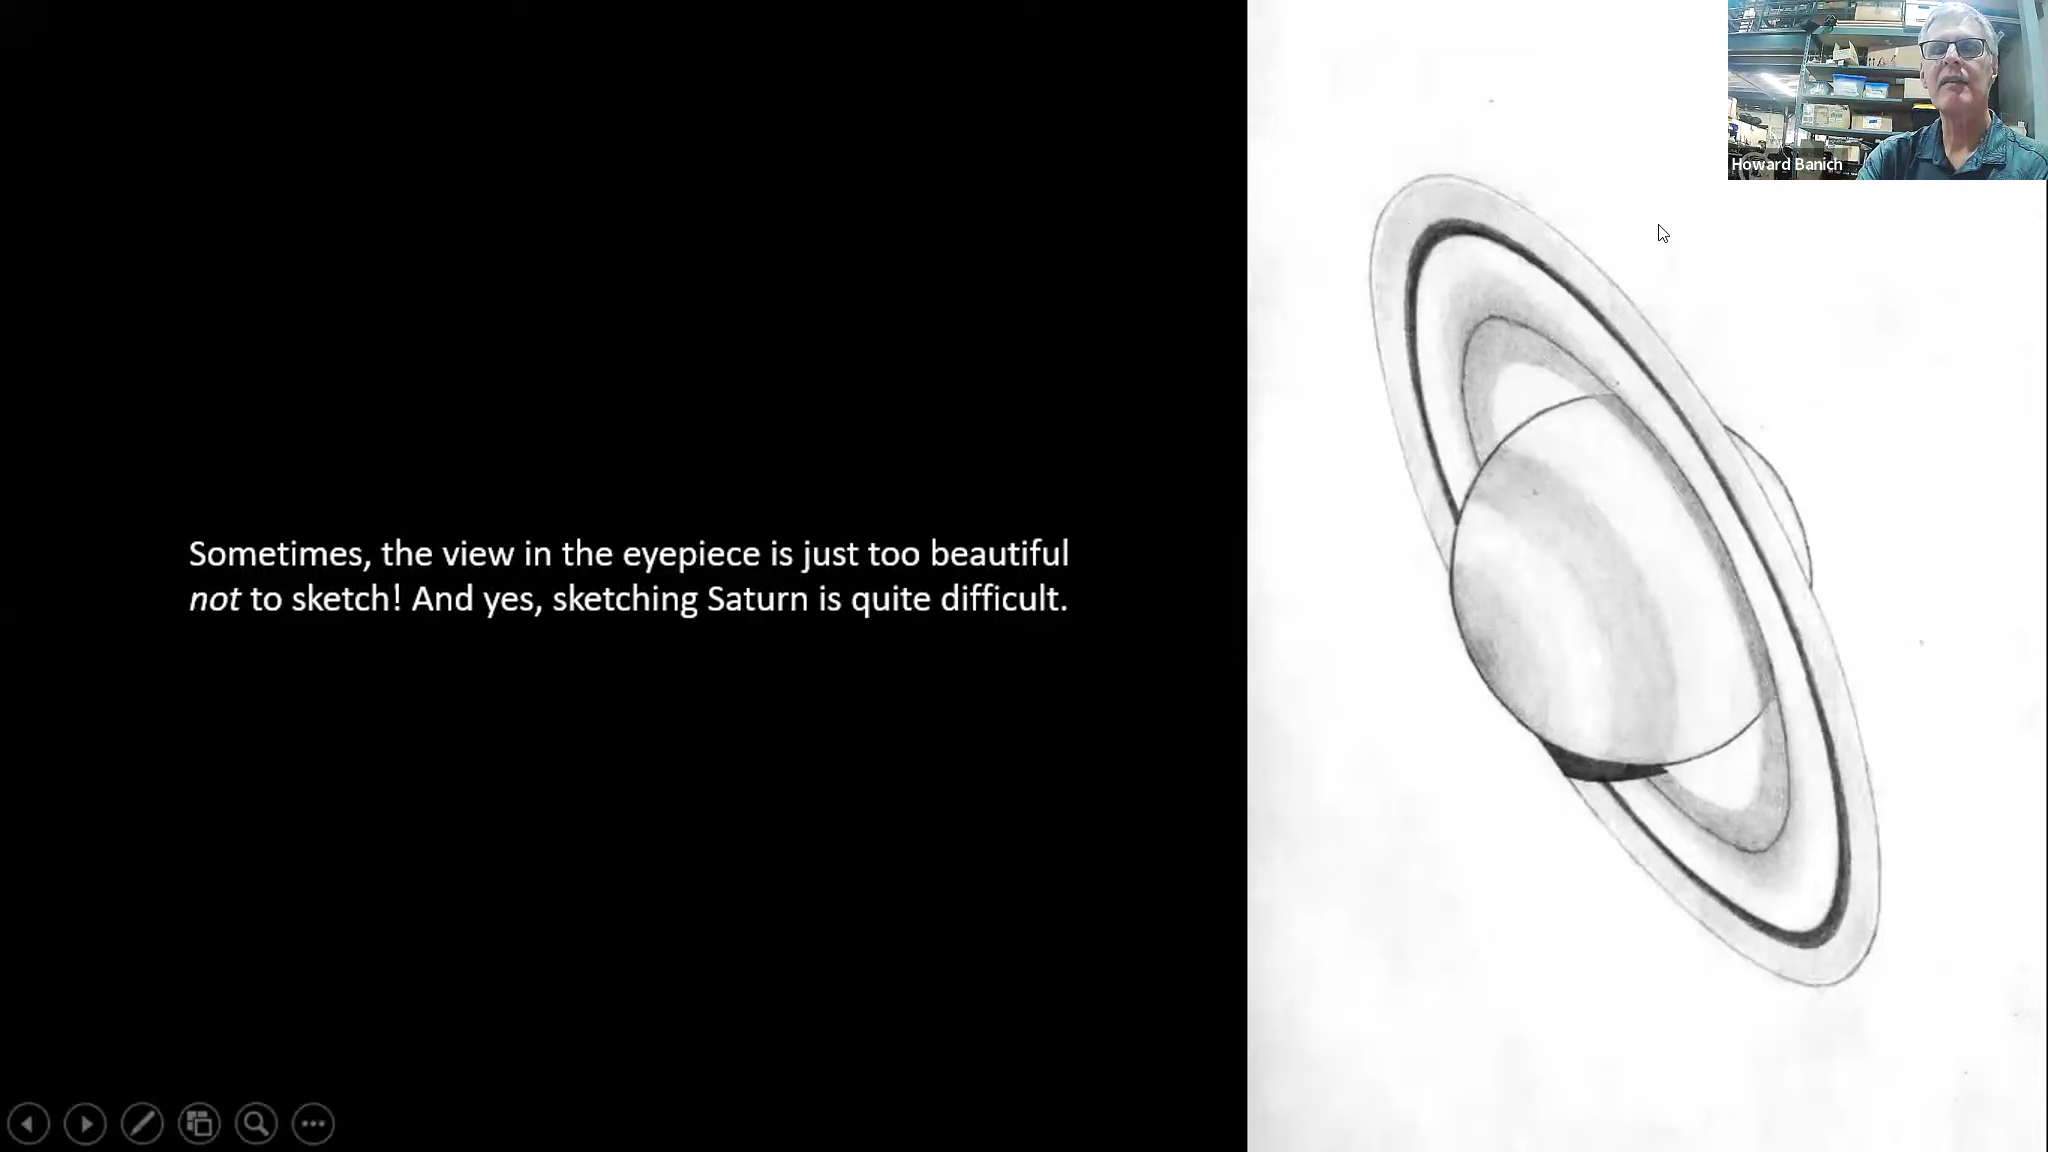 Howard Banich
Sometimes, the view in the eyepiece is just too beautiful
not to sketch! And yes, sketching Saturn is quite difficult.